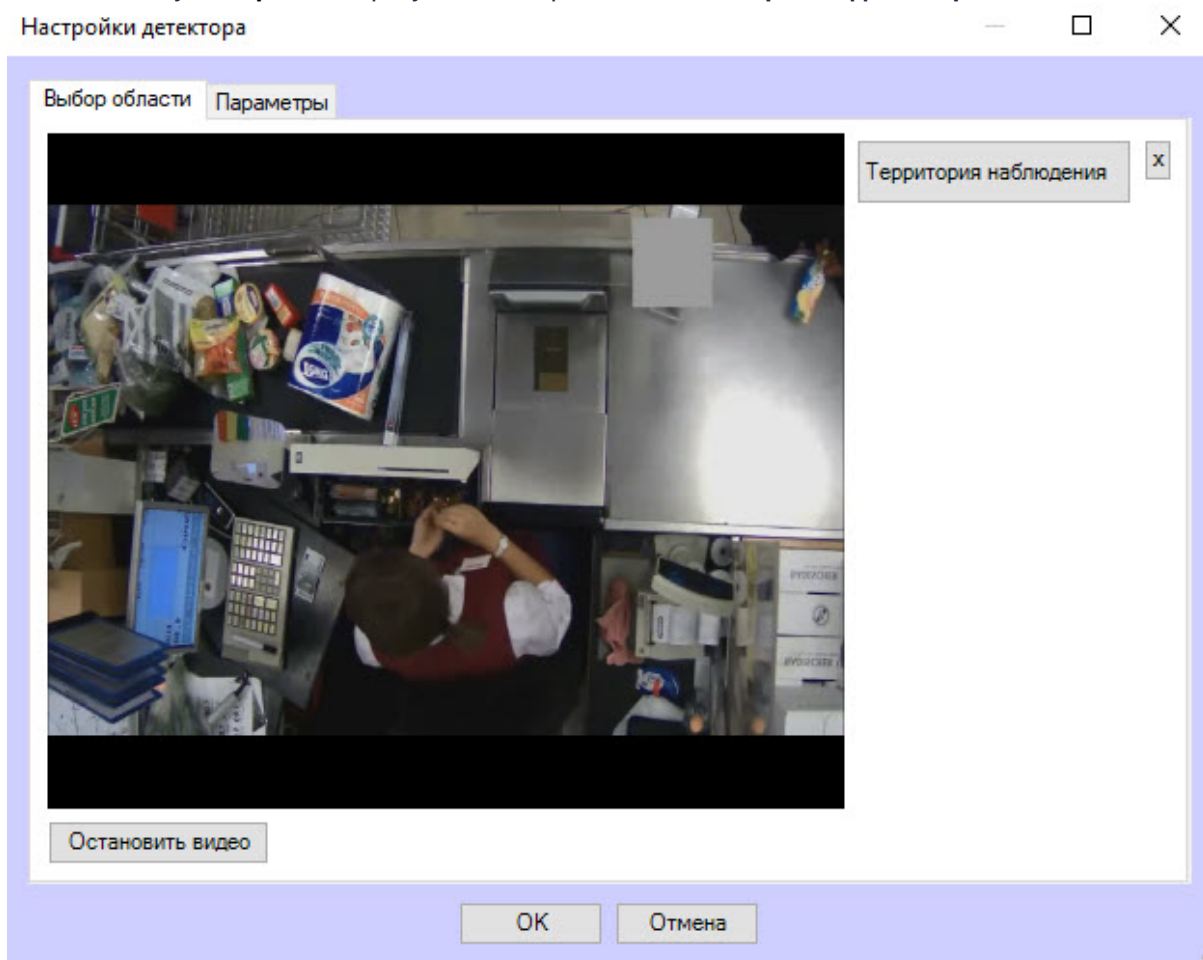 Настройки детектора
Выбор области
Параметры
Территория наблюдения
x
Остановить видео
OK
Отмена